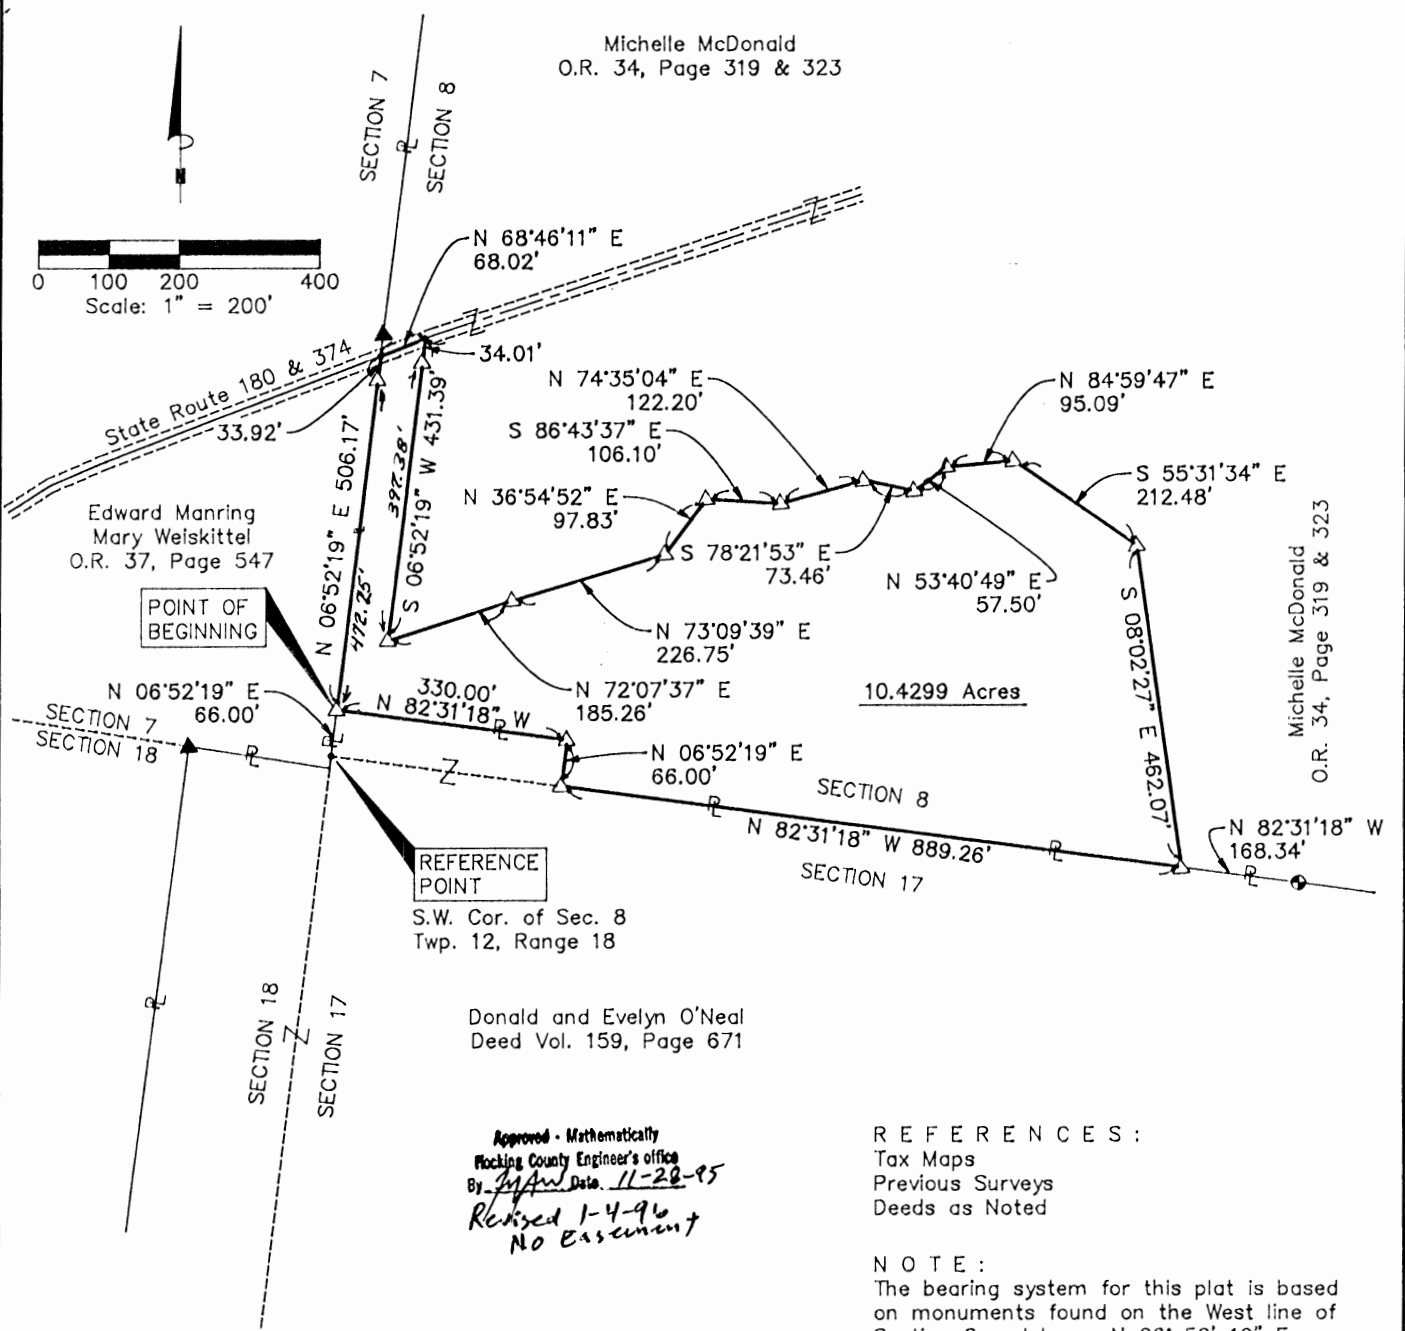 Michelle McDonald
O.R. 34, Page 319 & 323
SECTION 7
SECTION 8
0 100 200 400
Scale: 1" = 200'
N 68°46'11" E
68.02'
State Route 180 & 374
33.92'
34.01'
N 06°52'19" E 506.17'
472.25'
397.38'
S 06°52'19" W 431.39'
N 74°35'04" E
122.20'
S 86°43'37" E
106.10'
N 36°54'52" E
97.83'
N 84°59'47" E
95.09'
S 55°31'34" E
212.48'
S 78°21'53" E
73.46'
N 53°40'49" E
57.50'
Edward Manring
Mary Weiskittel
O.R. 37, Page 547
POINT OF
BEGINNING
N 73°09'39" E
226.75'
N 72°07'37" E
185.26'
10.4299 Acres
S 08°02'27" E 462.07'
Michelle McDonald
O.R. 34, Page 319 & 323
N 06°52'19" E
66.00'
330.00'
N 82°31'18" W
SECTION 7
SECTION 18
N 06°52'19" E
66.00'
SECTION 8
N 82°31'18" W 889.26'
SECTION 17
N 82°31'18" W
168.34'
REFERENCE
POINT
S.W. Cor. of Sec. 8
Twp. 12, Range 18
SECTION 18
SECTION 17
Donald and Evelyn O'Neal
Deed Vol. 159, Page 671
Approved - Mathematically
Hocking County Engineer's office
By Date 11-28-95
Revised 1-4-96
No Easement
REFERENCES:
Tax Maps
Previous Surveys
Deeds as Noted
NOTE:
The bearing system for this plat is based
on monuments found on the West line of